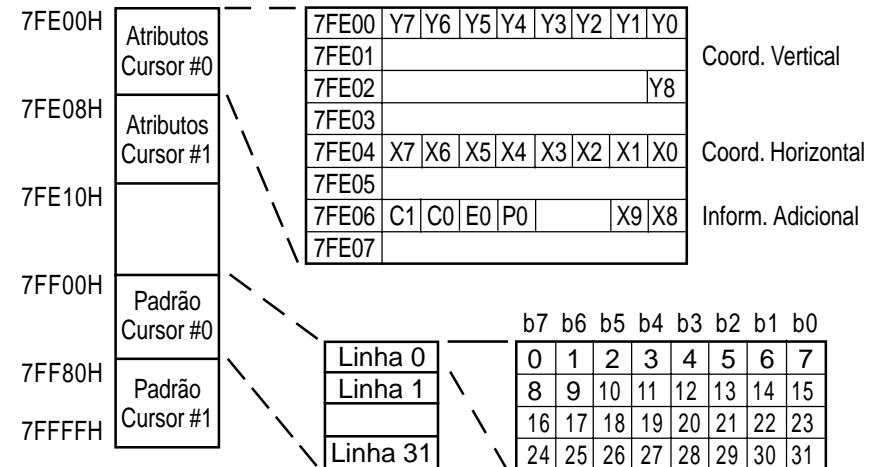 7FE00H
Atributos
Cursor #0
7FE08H
Atributos
Cursor #1
7FE10H
7FF00H
Padrão
Cursor #0
7FF80H
Padrão
Cursor #1
7FFFFH
7FE00 Y7 Y6 Y5 Y4 Y3 Y2 Y1 Y0
7FE01 Coord. Vertical
7FE02 Y8
7FE03
7FE04 X7 X6 X5 X4 X3 X2 X1 X0 Coord. Horizontal
7FE05
7FE06 C1 C0 E0 P0 X9 X8 Inform. Adicional
7FE07
Linha 0
Linha 1
Linha 31
b7 b6 b5 b4 b3 b2 b1 b0
0 1 2 3 4 5 6 7
8 9 10 11 12 13 14 15
16 17 18 19 20 21 22 23
24 25 26 27 28 29 30 31